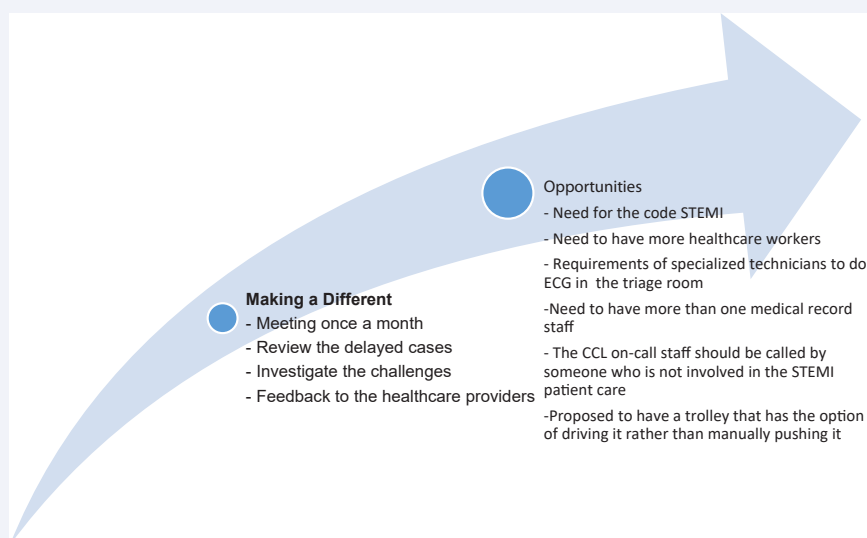 Making a Different
- Meeting once a month
- Review the delayed cases
- Investigate the challenges
- Feedback to the healthcare providers
Opportunities
- Need for the code STEMI
- Need to have more healthcare workers
- Requirements of specialized technicians to do
ECG in  the triage room
-Need to have more than one medical record
staff
- The CCL on-call staff should be called by
someone who is not involved in the STEMI
patient care
-Proposed to have a trolley that has the option
of driving it rather than manually pushing it